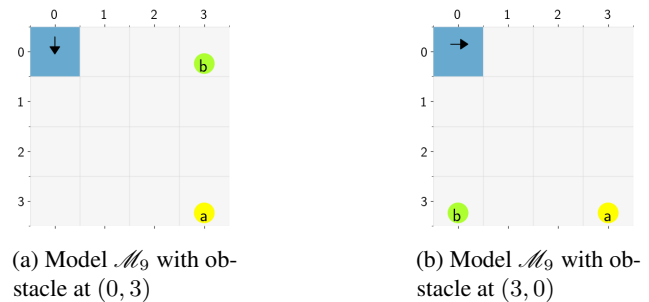 0 1 2 3
0
b
1
2
3
a
(a) Model ℳ₉ with ob-
stacle at (0, 3)
0 1 2 3
0
1
2
3
b a
(b) Model ℳ₉ with ob-
stacle at (3, 0)